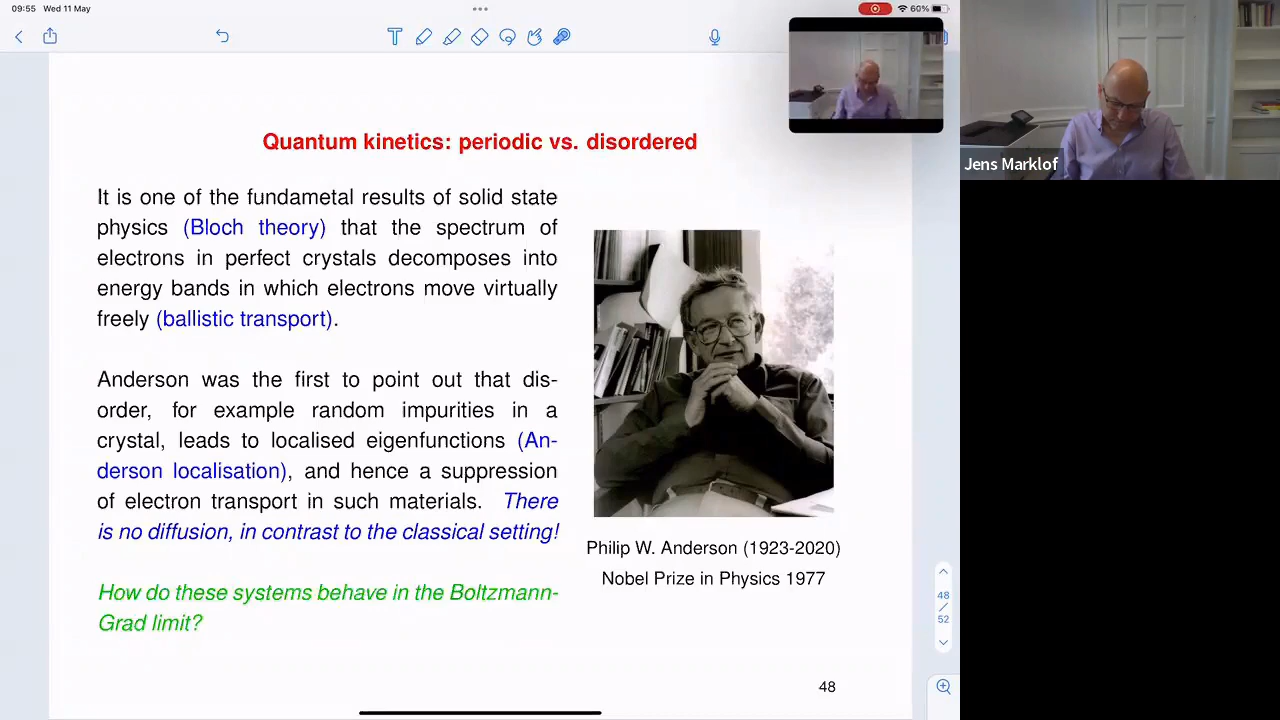 09:55 Wed 11 May
60%
T
Quantum kinetics: periodic vs. disordered
It is one of the fundametal results of solid state
physics (Bloch theory) that the spectrum of
electrons in perfect crystals decomposes into
energy bands in which electrons move virtually
freely (ballistic transport).
Anderson was the first to point out that dis-
order, for example random impurities in a
crystal, leads to localised eigenfunctions (An-
derson localisation), and hence a suppression
of electron transport in such materials. There
is no diffusion, in contrast to the classical setting!
How do these systems behave in the Boltzmann-
Grad limit?
Philip W. Anderson (1923-2020)
Nobel Prize in Physics 1977
48
/
52
48
Jens Marklof